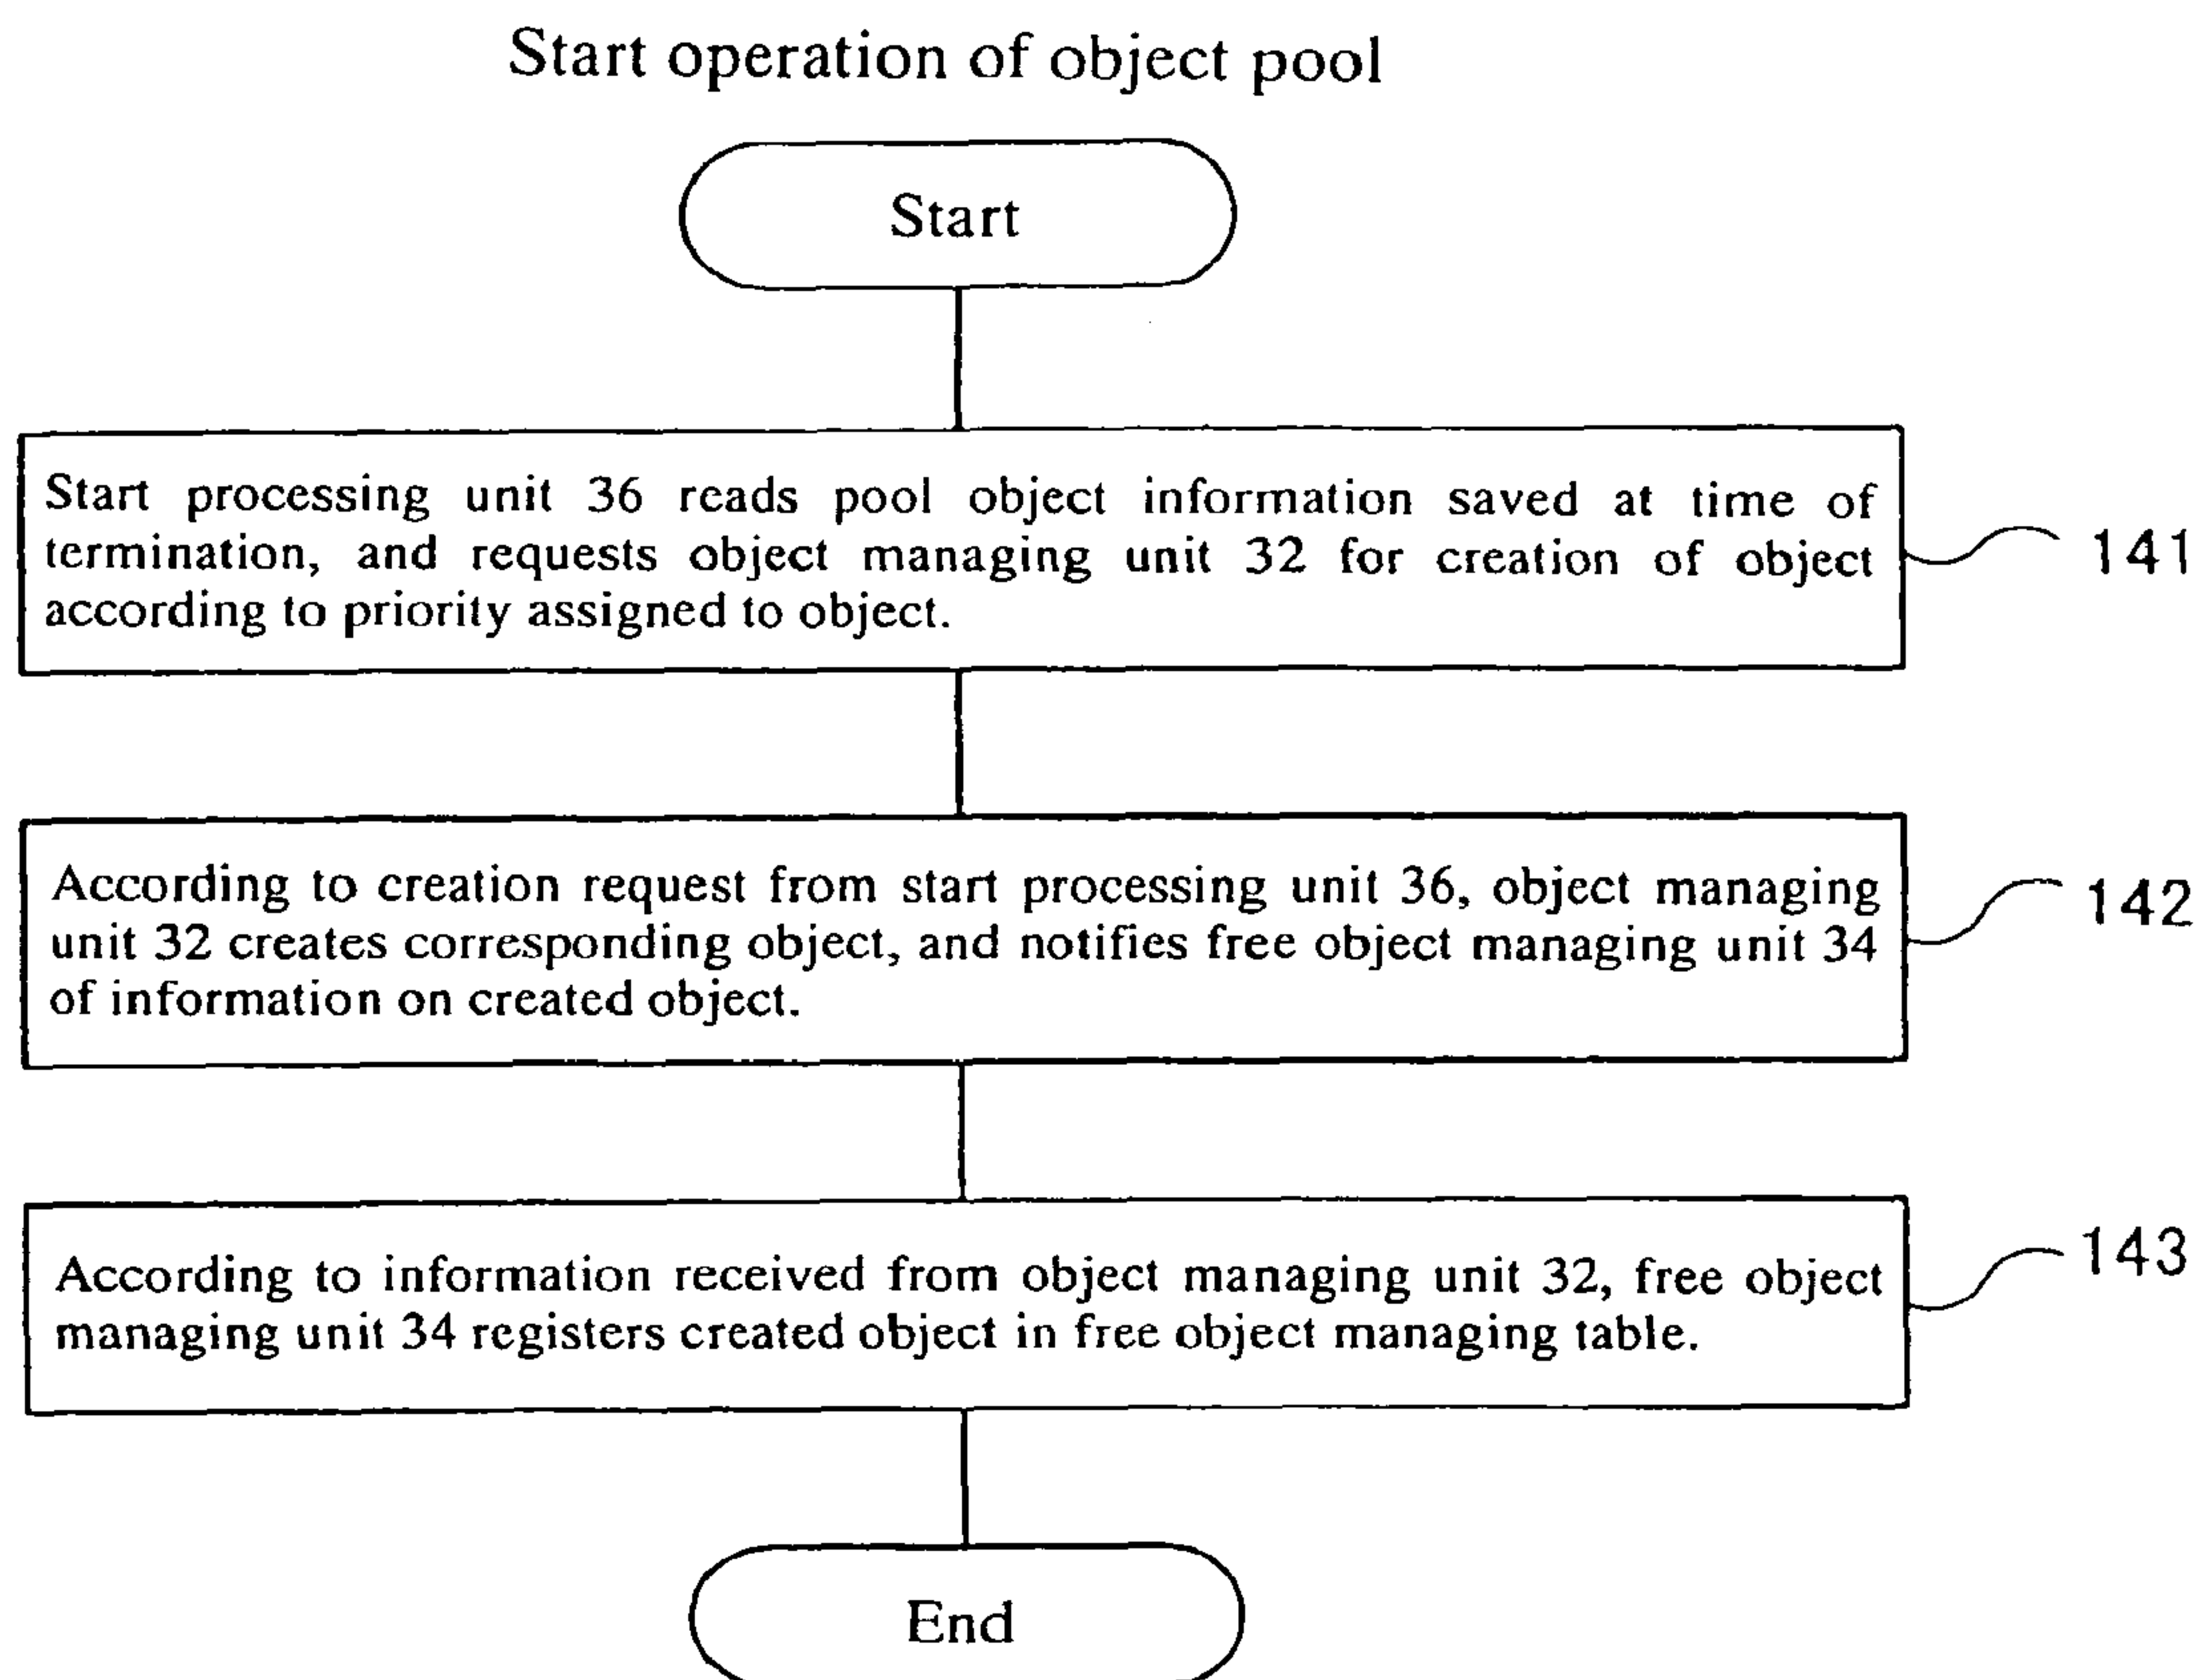 Start operation of object pool
Start
Start processing unit 36 reads pool object information saved at time of
termination, and requests object managing unit 32 for creation of object
according to priority assigned to object.
141
According to creation request from start processing unit 36, object managing
unit 32 creates corresponding object, and notifies free object managing unit 34
of information on created object.
142
According to information received from object managing unit 32, free object
managing unit 34 registers created object in free object managing table.
143
End